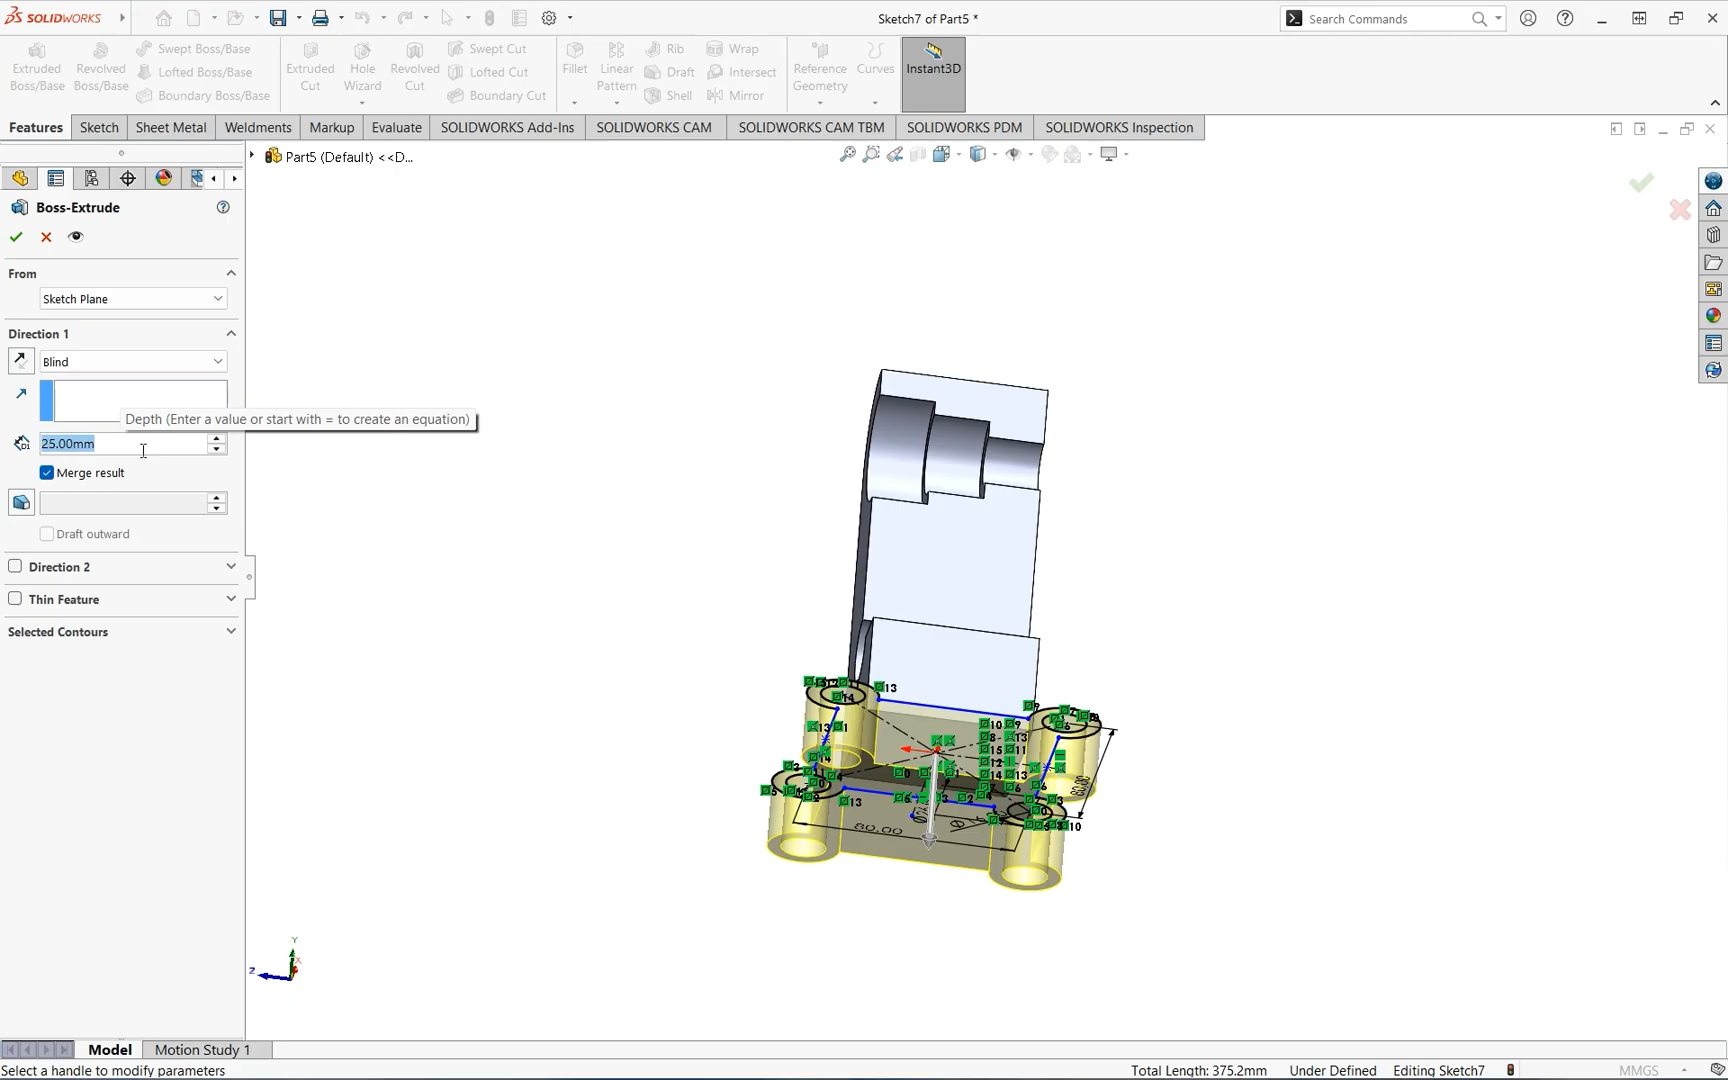 SOLIDWORKS
Sketch7 of Part5 *
Search Commands
Extruded Boss/Base
Revolved Boss/Base
Swept Boss/Base
Lofted Boss/Base
Boundary Boss/Base
Extruded Cut
Hole Wizard
Revolved Cut
Swept Cut
Lofted Cut
Boundary Cut
Fillet
Linear Pattern
Rib
Draft
Shell
Wrap
Intersect
Mirror
Reference Geometry
Curves
Instant3D
Features
Sketch
Sheet Metal
Weldments
Markup
Evaluate
SOLIDWORKS Add-Ins
SOLIDWORKS CAM
SOLIDWORKS CAM TBM
SOLIDWORKS PDM
SOLIDWORKS Inspection
Part5 (Default) <<D...
Boss-Extrude
From
Sketch Plane
Direction 1
Blind
Depth (Enter a value or start with = to create an equation)
25.00mm
Merge result
Draft outward
Direction 2
Thin Feature
Selected Contours
80.00
80.00
Y
X
Z
Model
Motion Study 1
Select a handle to modify parameters
Total Length: 375.2mm
Under Defined
Editing Sketch7
MMGS